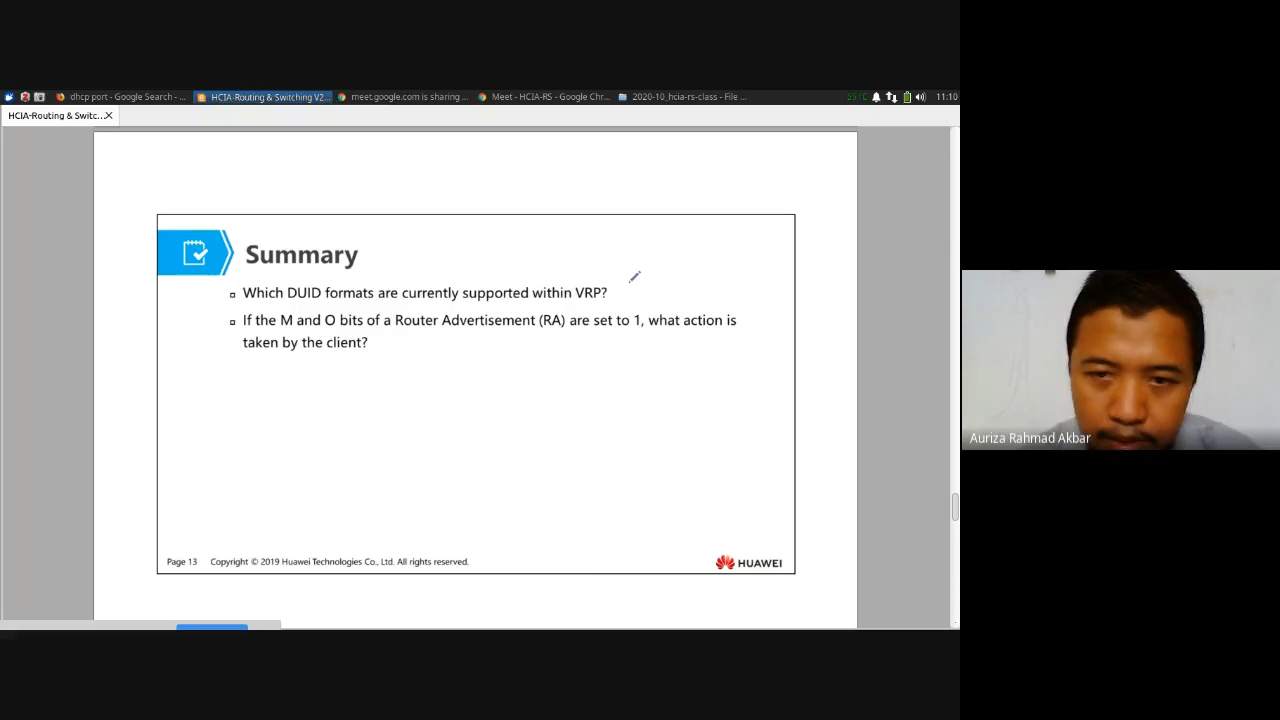 dhcp port - Google Search - ...
HCIA-Routing & Switching V2...
meet.google.com is sharing ...
Meet - HCIA-RS - Google Chr...
2020-10_hcia-rs-class - File ...
55°C
11:10
HCIA-Routing & Switc...
Summary
Which DUID formats are currently supported within VRP?
If the M and O bits of a Router Advertisement (RA) are set to 1, what action is
taken by the client?
Auriza Rahmad Akbar
Page 13 Copyright © 2019 Huawei Technologies Co., Ltd. All rights reserved.
HUAWEI